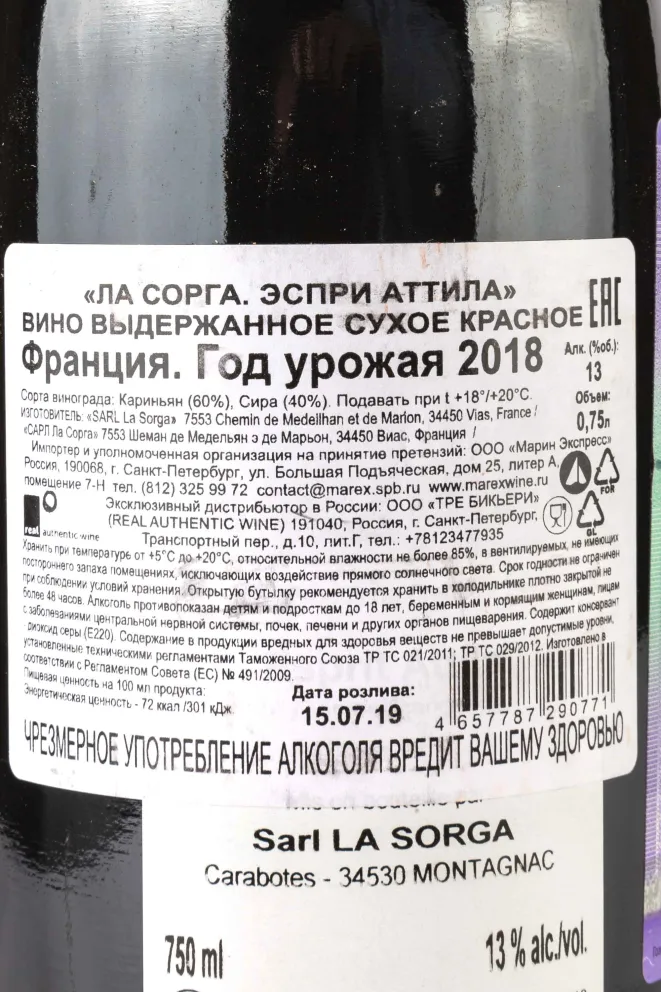 «ЛА СОРГА. ЭСПРИ АТТИЛА»
ВИНО ВЫДЕРЖАННОЕ СУХОЕ КРАСНОЕ
EAC
Франция. Год урожая 2018
Алк. (%об.):
13
Сорта винограда: Кариньян (60%), Сира (40%). Подавать при t +18°/+20°C.
Объем:
0,75л
ИЗГОТОВИТЕЛЬ: «SARL La Sorga» 7553 Chemin de Medeilhan et de Marlon, 34450 Vias, France /
«САРЛ Ла Сорга» 7553 Шеман де Медельян э де Марьон, 34450 Виас, Франция /
Импортер и уполномоченная организация на принятие претензий: ООО «Марин Экспресс»
Россия, 190068, г. Санкт-Петербург, ул. Большая Подъяческая, дом 25, литер А,
помещение 7-Н тел. (812) 325 99 72 contact@marex.spb.ru www.marexwine.ru
FOR
Эксклюзивный дистрибьютор в России: ООО «ТРЕ БИКЬЕРИ»
(REAL AUTHENTIC WINE) 191040, Россия, г. Санкт-Петербург,
real authentic wine
Транспортный пер., д.10, лит.Г, тел.: +78123477935
GL
Хранить при температуре от +5°С до +20°С, относительной влажности не более 85%, в вентилируемых, не имеющих
постороннего запаха помещениях, исключающих воздействие прямого солнечного света. Срок годности не ограничен
при соблюдении условий хранения. Открытую бутылку рекомендуется хранить в холодильнике плотно закрытой не
более 48 часов. Алкоголь противопоказан детям и подросткам до 18 лет, беременным и кормящим женщинам, лицам
с заболеваниями центральной нервной системы, почек, печени и других органов пищеварения. Содержит консервант
диоксид серы (Е220). Содержание в продукции вредных для здоровья веществ не превышает допустимые уровни,
установленные техническими регламентами Таможенного Союза ТР ТС 021/2011; ТР ТС 029/2012. Изготовлено в
соответствии с Регламентом Совета (ЕС) № 491/2009.
Пищевая ценность на 100 мл продукта:
Энергетическая ценность - 72 ккал /301 кДж.
Дата розлива:
15.07.19
4 657787 290771
ЧРЕЗМЕРНОЕ УПОТРЕБЛЕНИЕ АЛКОГОЛЯ ВРЕДИТ ВАШЕМУ ЗДОРОВЬЮ
Sarl LA SORGA
Carabotes - 34530 MONTAGNAC
750 ml
13 % alc./vol.